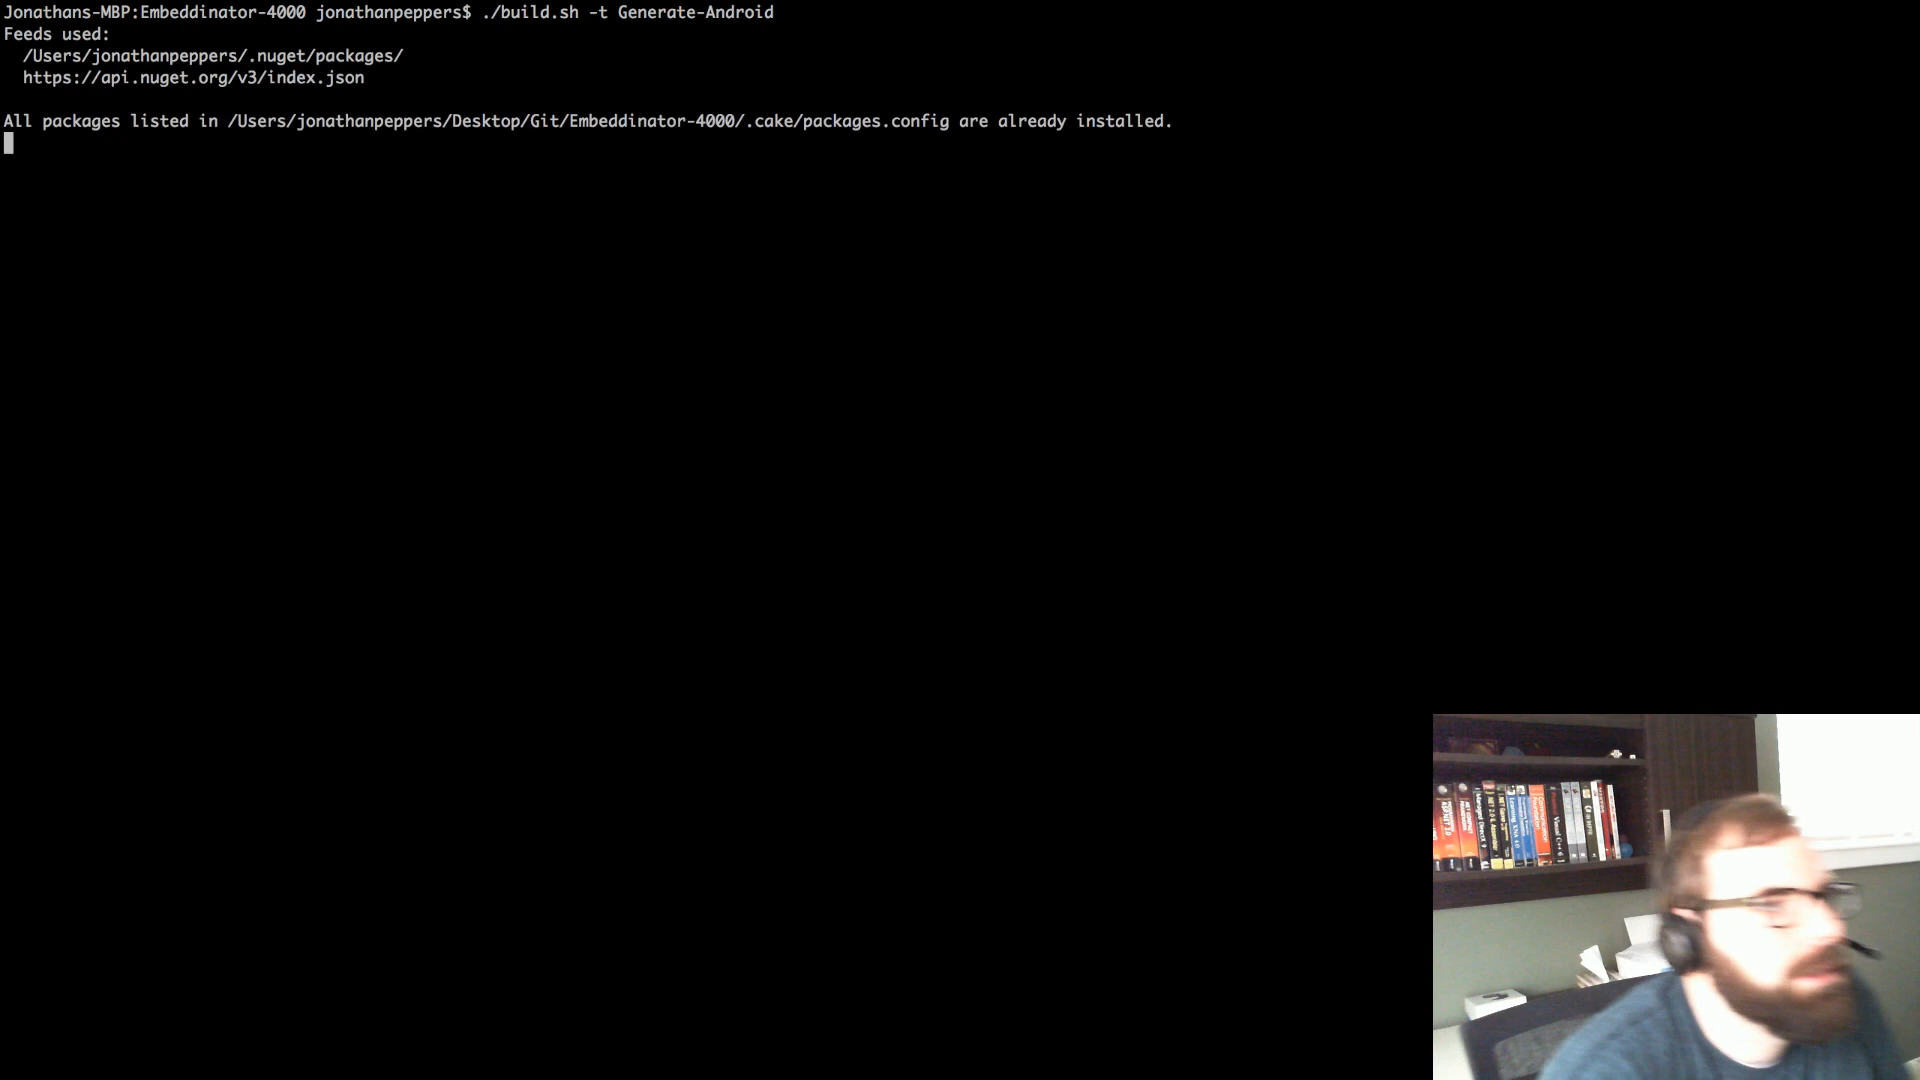 Jonathans-MBP:Embeddinator-4000 jonathanpeppers$ ./build.sh -t Generate-Android
Feeds used:
/Users/jonathanpeppers/.nuget/packages/
https://api.nuget.org/v3/index.json
All packages listed in /Users/jonathanpeppers/Desktop/Git/Embeddinator-4000/.cake/packages.config are already installed.